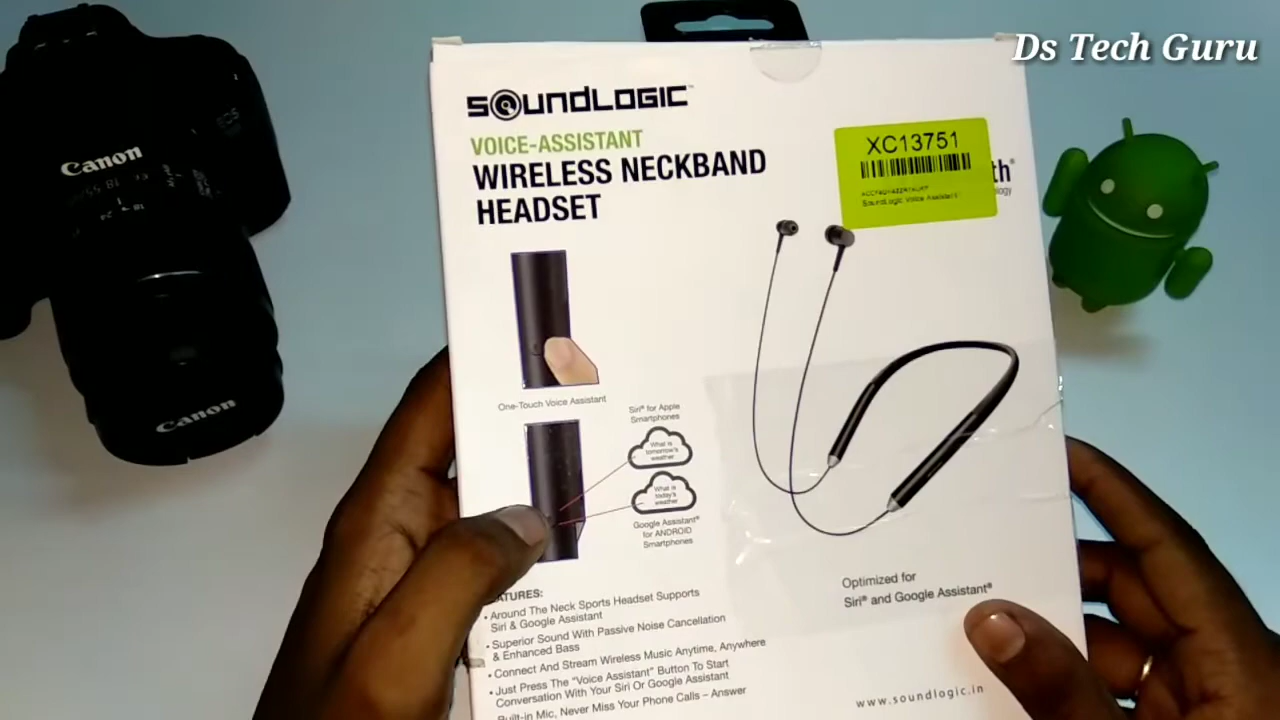 Ds Tech Guru
SOUNDLOGIC™
VOICE-ASSISTANT
WIRELESS NECKBAND
HEADSET
XC13751
SoundLogic Voice Assistant
th®
logy
Canon
Canon
One-Touch Voice Assistant
Siri® for Apple
Smartphones
What is
tomorrow's
weather
What is
today's
weather
Google Assistant®
for ANDROID
Smartphones
Optimized for
Siri® and Google Assistant®
ATURES:
• Around The Neck Sports Headset Supports
Siri & Google Assistant
• Superior Sound With Passive Noise Cancellation
& Enhanced Bass
• Connect And Stream Wireless Music Anytime, Anywhere
• Just Press The "Voice Assistant" Button To Start
Conversation With Your Siri Or Google Assistant
Built-in Mic, Never Miss Your Phone Calls – Answer
www.soundlogic.in